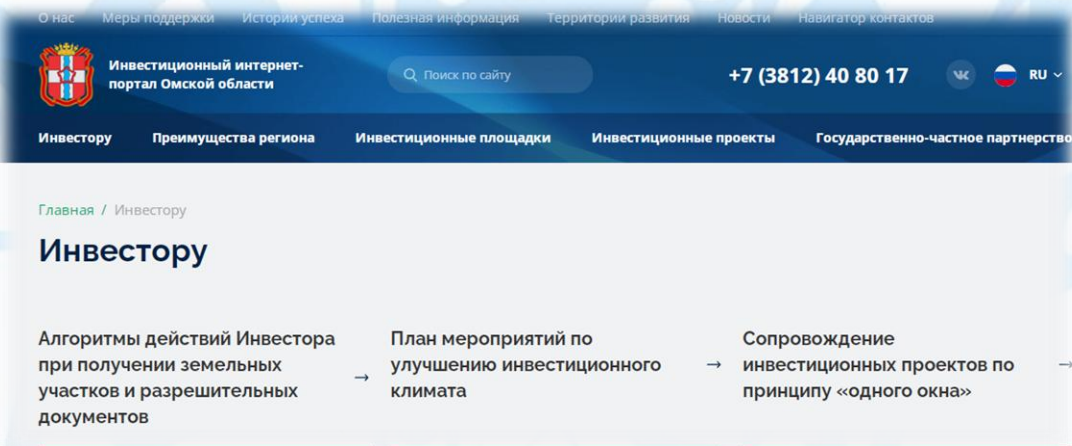 О нас Меры поддержки Истории успеха Полезная информация Территории развития Новости Навигатор контактов
Инвестиционный интернет-
портал Омской области
Поиск по сайту
+7 (3812) 40 80 17
RU
Инвестору Преимущества региона Инвестиционные площадки Инвестиционные проекты Государственно-частное партнерство
Главная / Инвестору
Инвестору
Алгоритмы действий Инвестора
при получении земельных
участков и разрешительных
документов
План мероприятий по
улучшению инвестиционного
климата
Сопровождение
инвестиционных проектов по
принципу «одного окна»